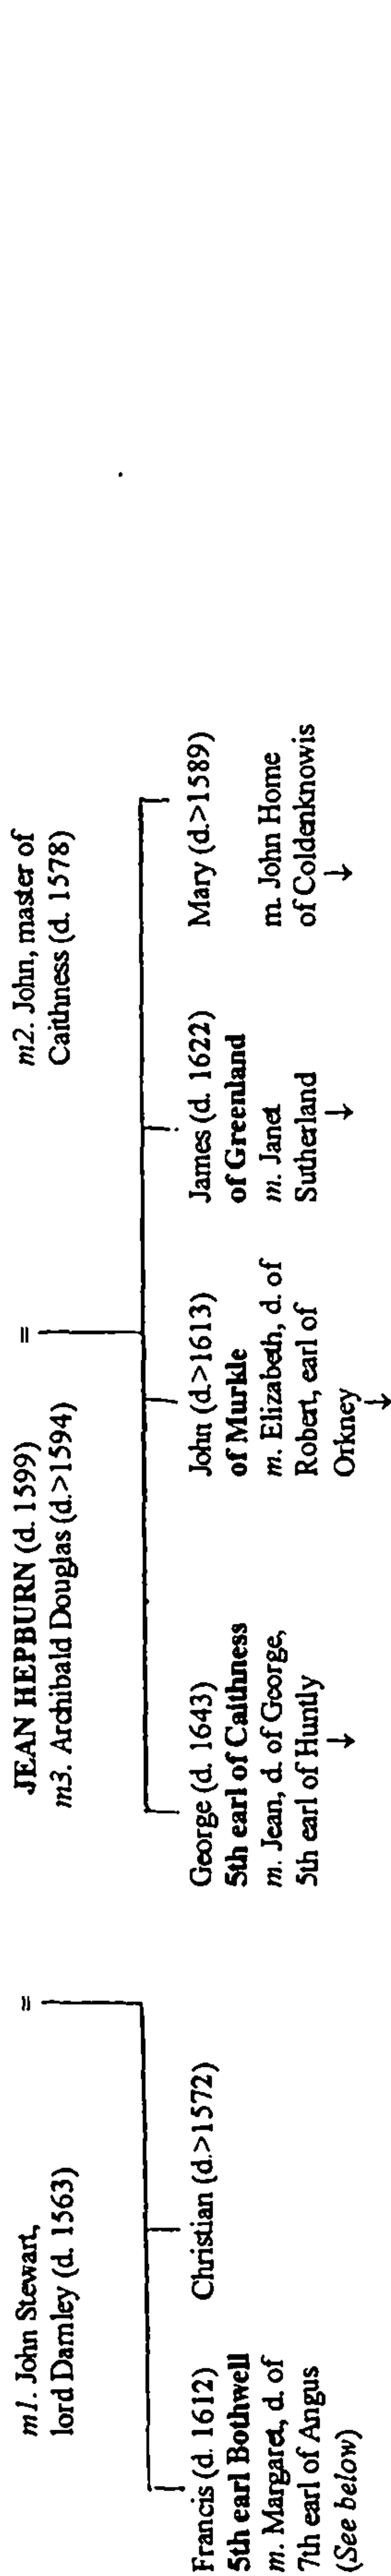 m1. John Stewart,
lord Darnley (d. 1563)
=
JEAN HEPBURN (d. 1599)
m3. Archibald Douglas (d.>1594)
=
m2. John, master of
Caithness (d. 1578)
Francis (d. 1612)
5th earl Bothwell
m. Margaret, d. of
7th earl of Angus
(See below)
Christian (d.>1572)
George (d. 1643)
5th earl of Caithness
m. Jean, d. of George,
5th earl of Huntly
↓
John (d.>1613)
of Murkle
m. Elizabeth, d. of
Robert, earl of
Orkney
↓
James (d. 1622)
of Greenland
m. Janet
Sutherland
↓
Mary (d.>1589)
m. John Home
of Coldenknowis
↓